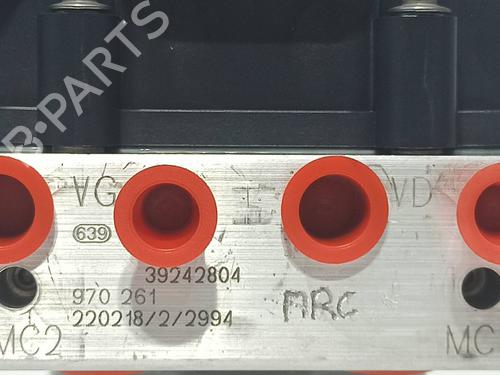 B-PARTS
VG
VD
639
39242804
970 261
220218/2/2994
ARC
MC2
MC